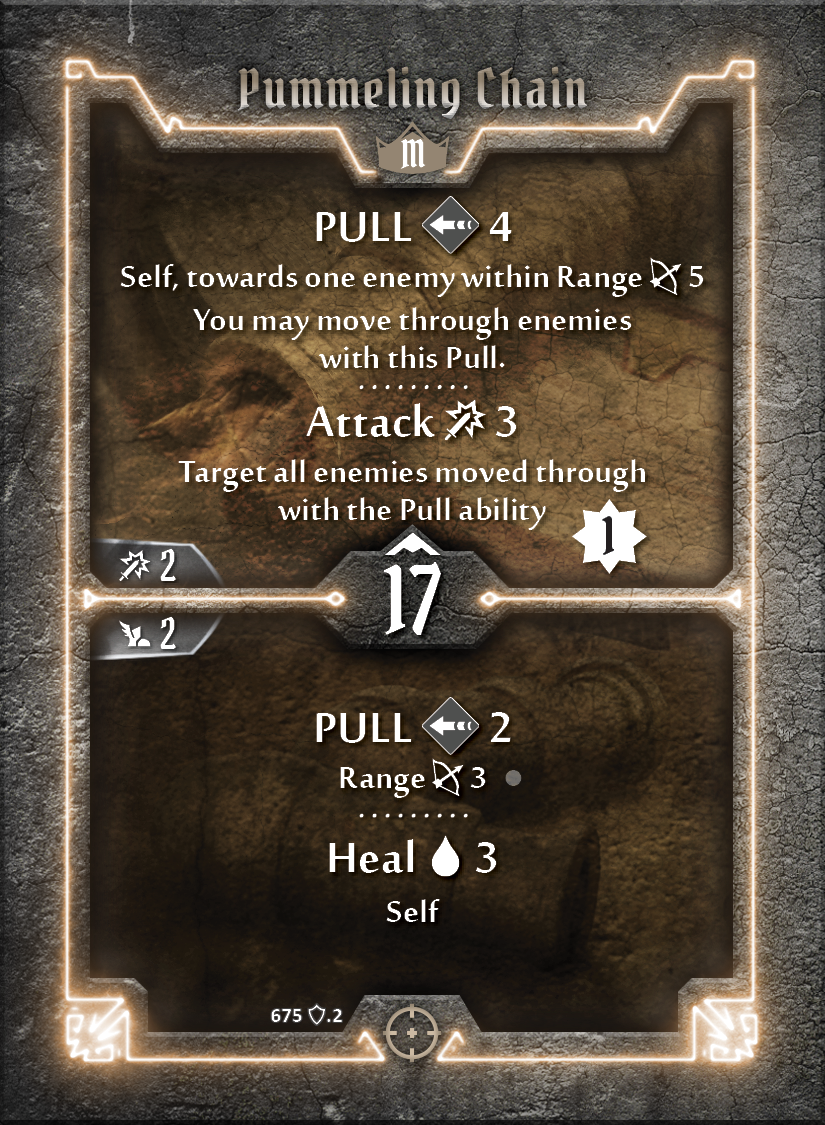 Pummeling Chain
M
PULL 4
Self, towards one enemy within Range 5
You may move through enemies
with this Pull.
Attack 3
Target all enemies moved through
with the Pull ability
1
2
17
2
PULL 2
Range 3
Heal 3
Self
675 .2